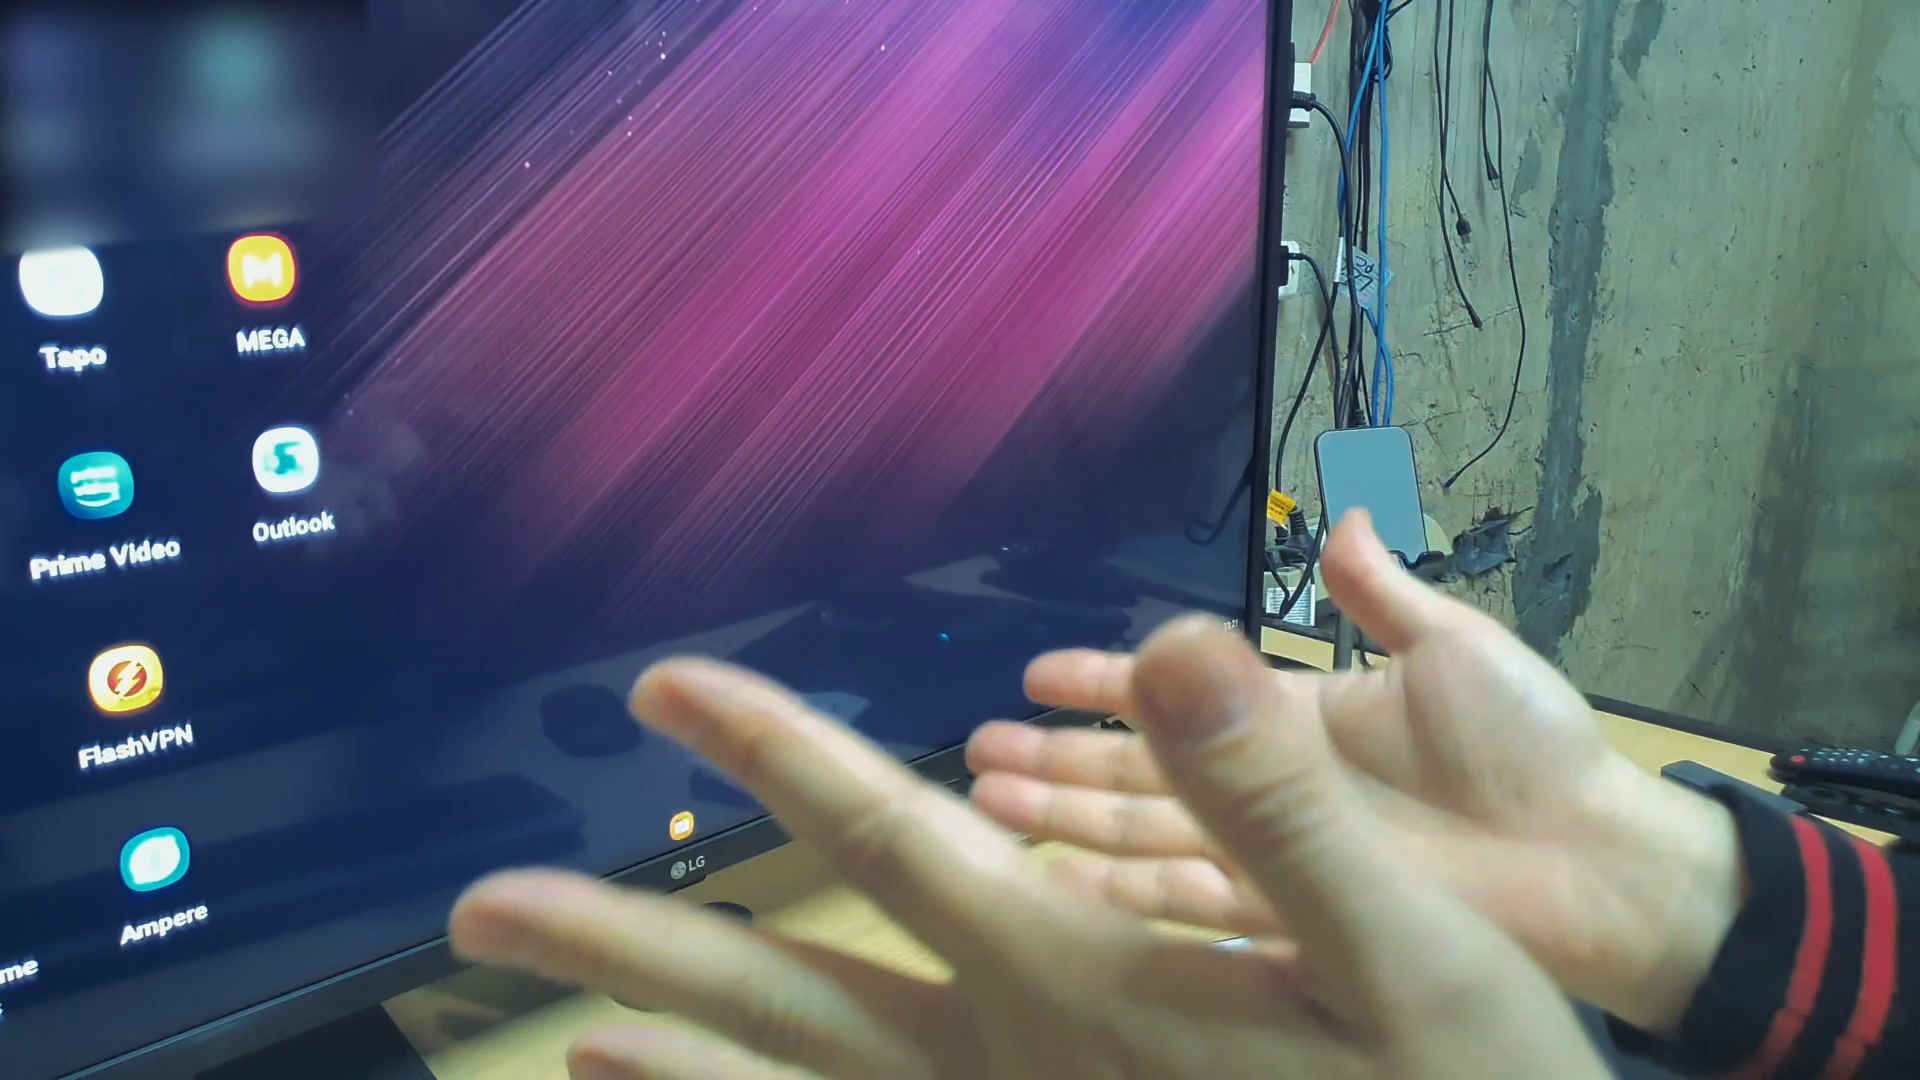 Tapo
MEGA
Prime Video
Outlook
FlashVPN
Ampere
me
LG